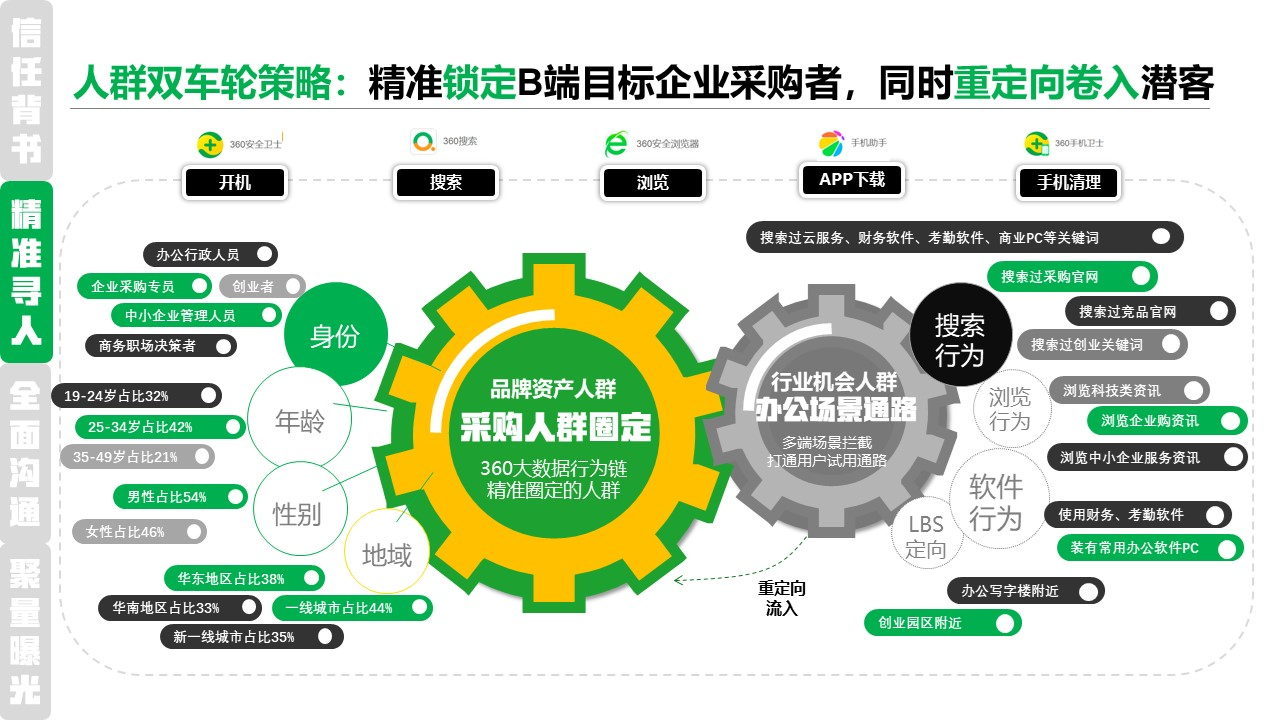 信任背书
精准寻人
全面沟通
聚量曝光
人群双车轮策略：精准锁定B端目标企业采购者，同时重定向卷入潜客
360安全卫士
360搜索
360安全浏览器
手机助手
360手机卫士
开机
搜索
浏览
APP下载
手机清理
办公行政人员
企业采购专员
创业者
中小企业管理人员
商务职场决策者
身份
19-24岁占比32%
25-34岁占比42%
35-49岁占比21%
年龄
男性占比54%
女性占比46%
性别
地域
华东地区占比38%
华南地区占比33%
一线城市占比44%
新一线城市占比35%
品牌资产人群
采购人群圈定
360大数据行为链
精准圈定的人群
行业机会人群
办公场景通路
多端场景拦截
打通用户试用通路
重定向
流入
搜索过云服务、财务软件、考勤软件、商业PC等关键词
搜索过采购官网
搜索过竞品官网
搜索过创业关键词
搜索
行为
浏览科技类资讯
浏览企业购资讯
浏览中小企业服务资讯
浏览
行为
软件
行为
使用财务、考勤软件
装有常用办公软件PC
LBS
定向
办公写字楼附近
创业园区附近